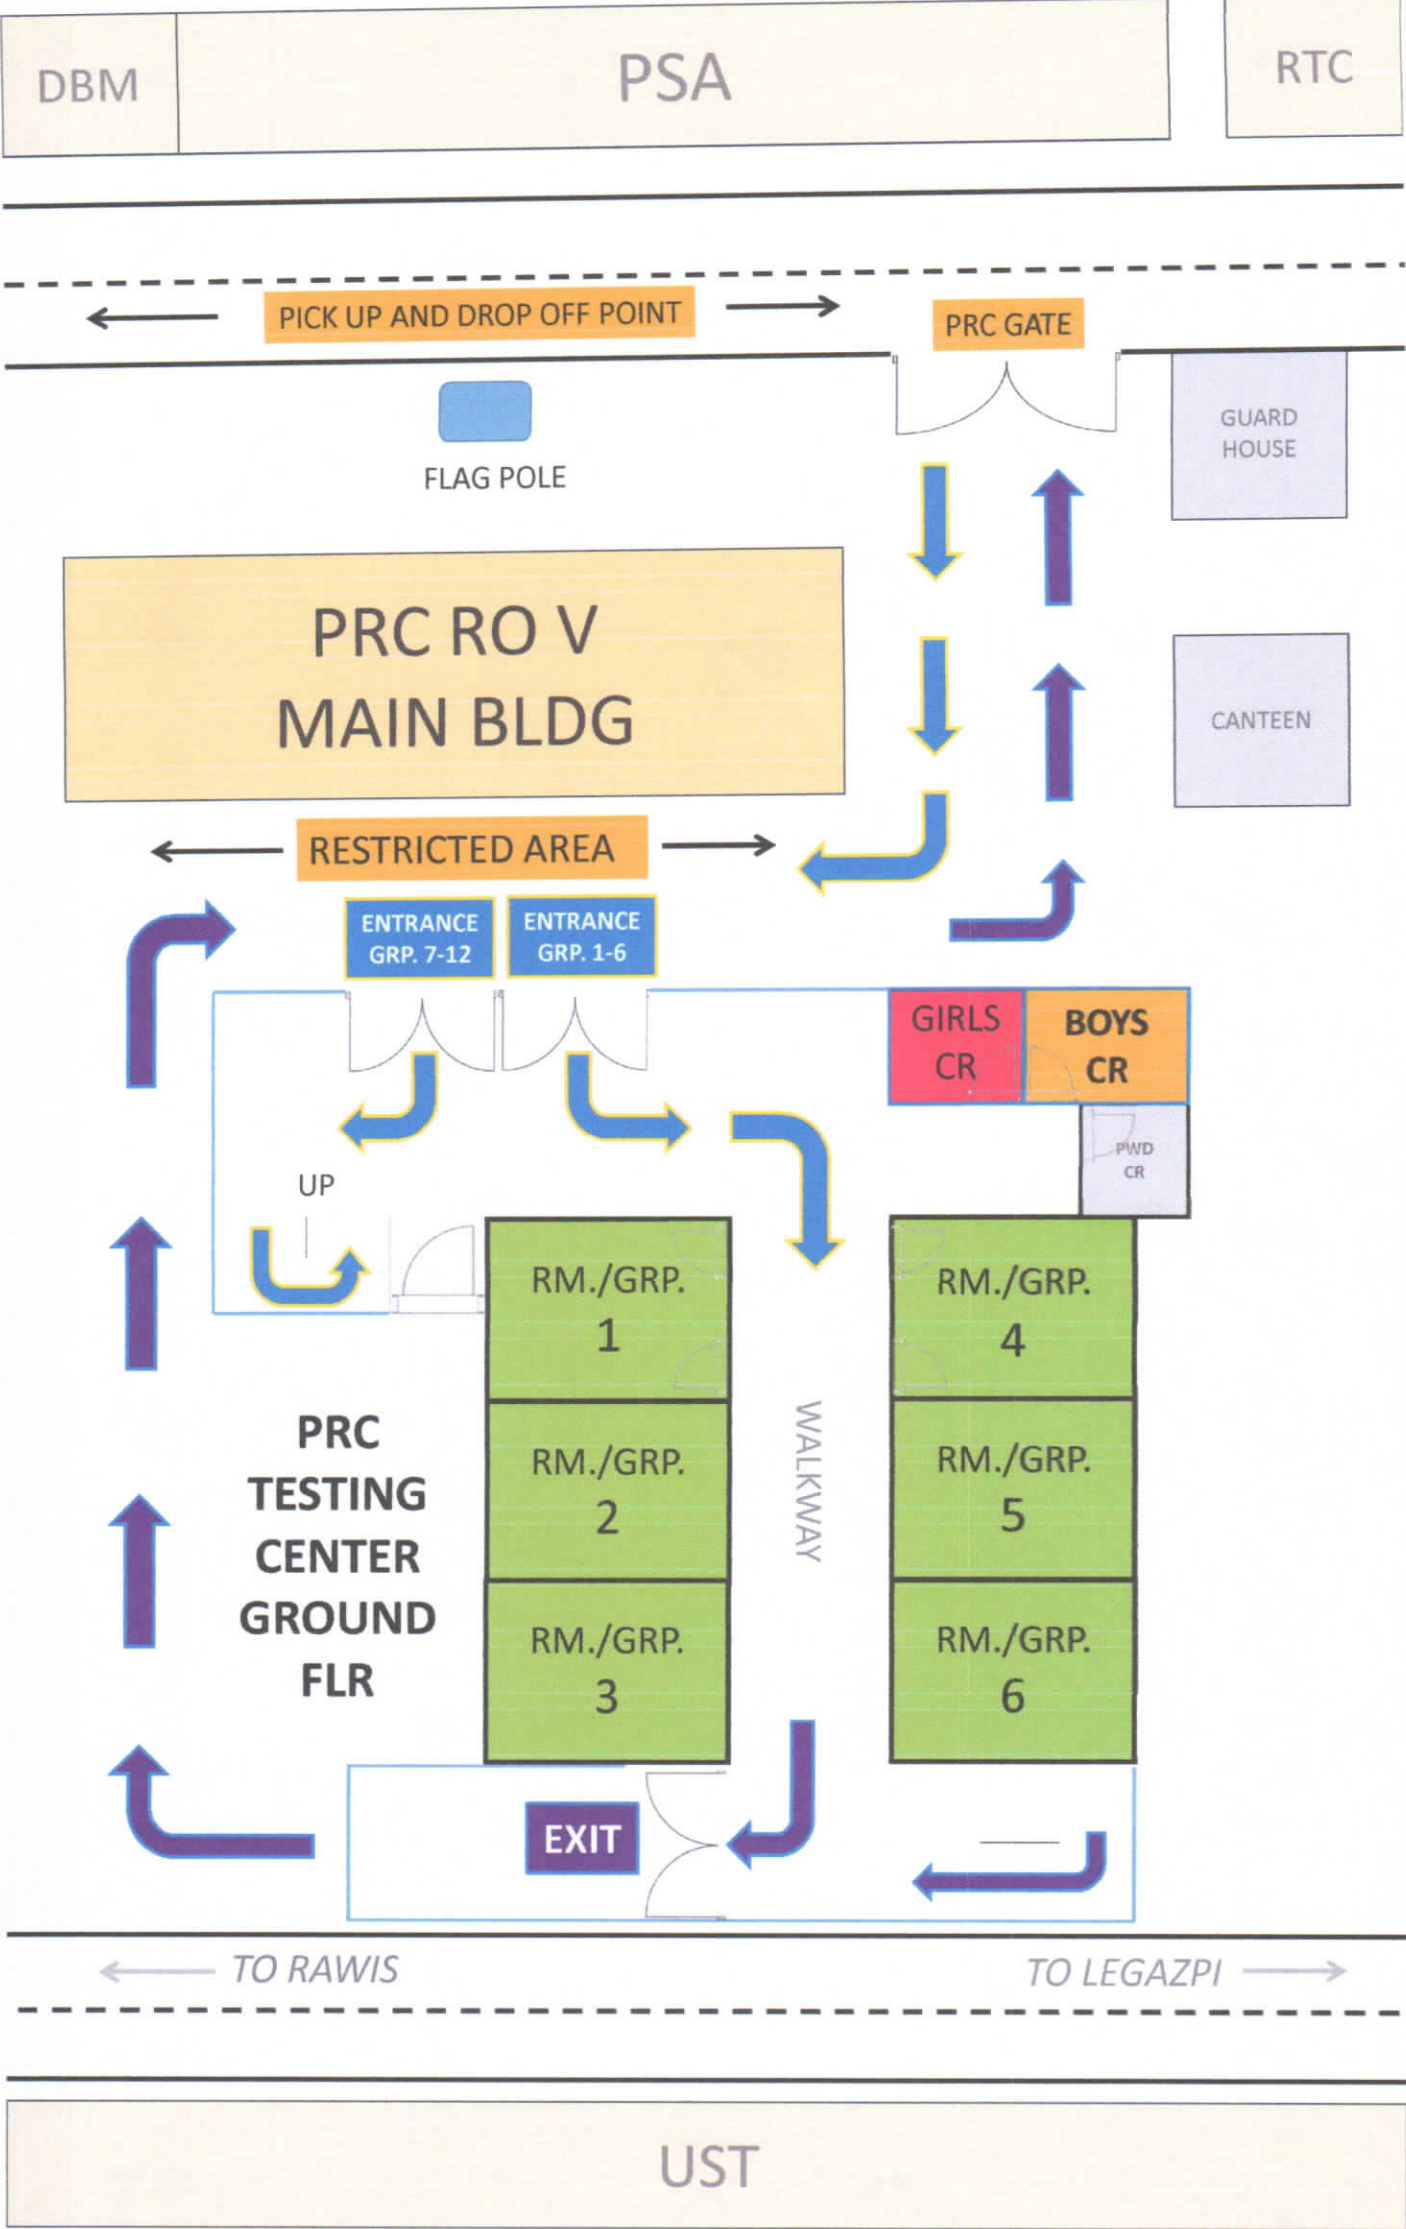 DBM
PSA
RTC
PICK UP AND DROP OFF POINT
PRC GATE
GUARD
HOUSE
FLAG POLE
PRC RO V
MAIN BLDG
CANTEEN
RESTRICTED AREA
ENTRANCE
GRP. 7-12
ENTRANCE
GRP. 1-6
GIRLS
CR
BOYS
CR
PWD
CR
UP
RM./GRP.
1
RM./GRP.
4
PRC
TESTING
CENTER
GROUND
FLR
RM./GRP.
2
WALKWAY
RM./GRP.
5
RM./GRP.
3
RM./GRP.
6
EXIT
TO RAWIS
TO LEGAZPI
UST